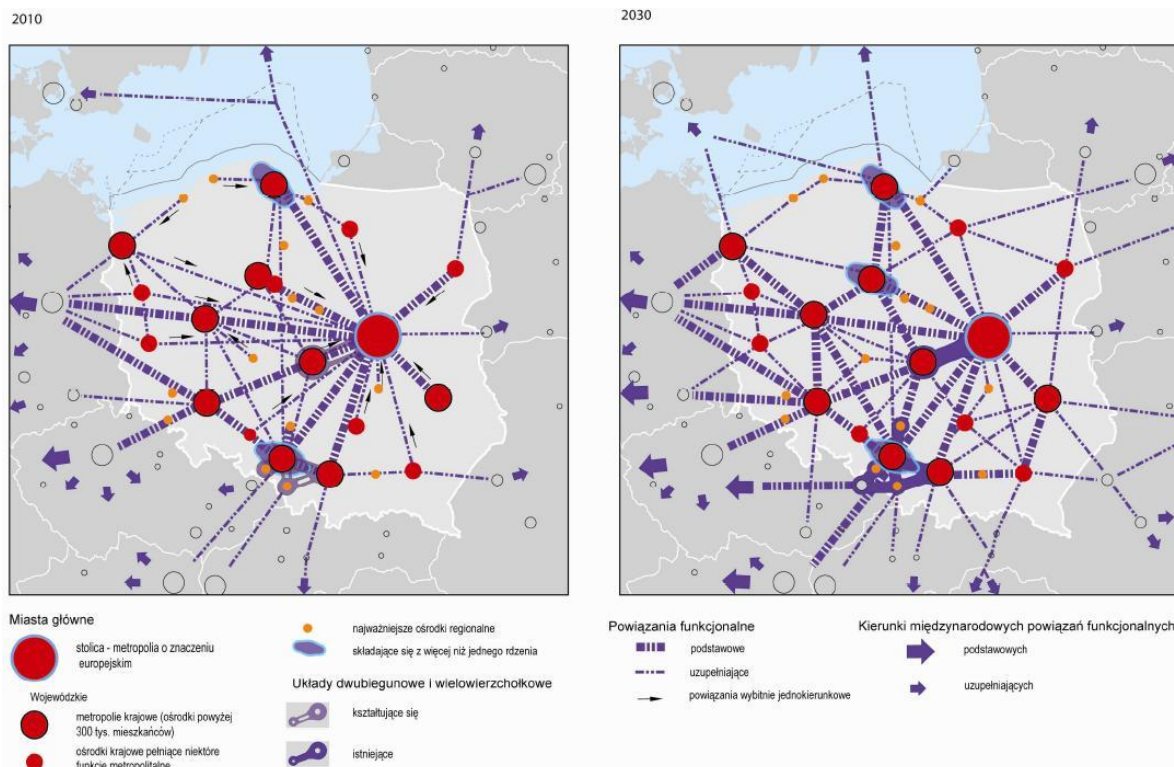 2010
2030
Miasta główne
stolica - metropolia o znaczeniu
europejskim
Wojewódzkie
metropolie krajowe (ośrodki powyżej
300 tys. mieszkańców)
ośrodki krajowe pełniące niektóre
funkcje metropolitalne
najważniejsze ośrodki regionalne
składające się z więcej niż jednego rdzenia
Układy dwubiegunowe i wielowierzchołkowe
kształtujące się
istniejące
Powiązania funkcjonalne
podstawowe
uzupełniające
powiązania wybitnie jednokierunkowe
Kierunki międzynarodowych powiązań funkcjonalnych
podstawowych
uzupełniających